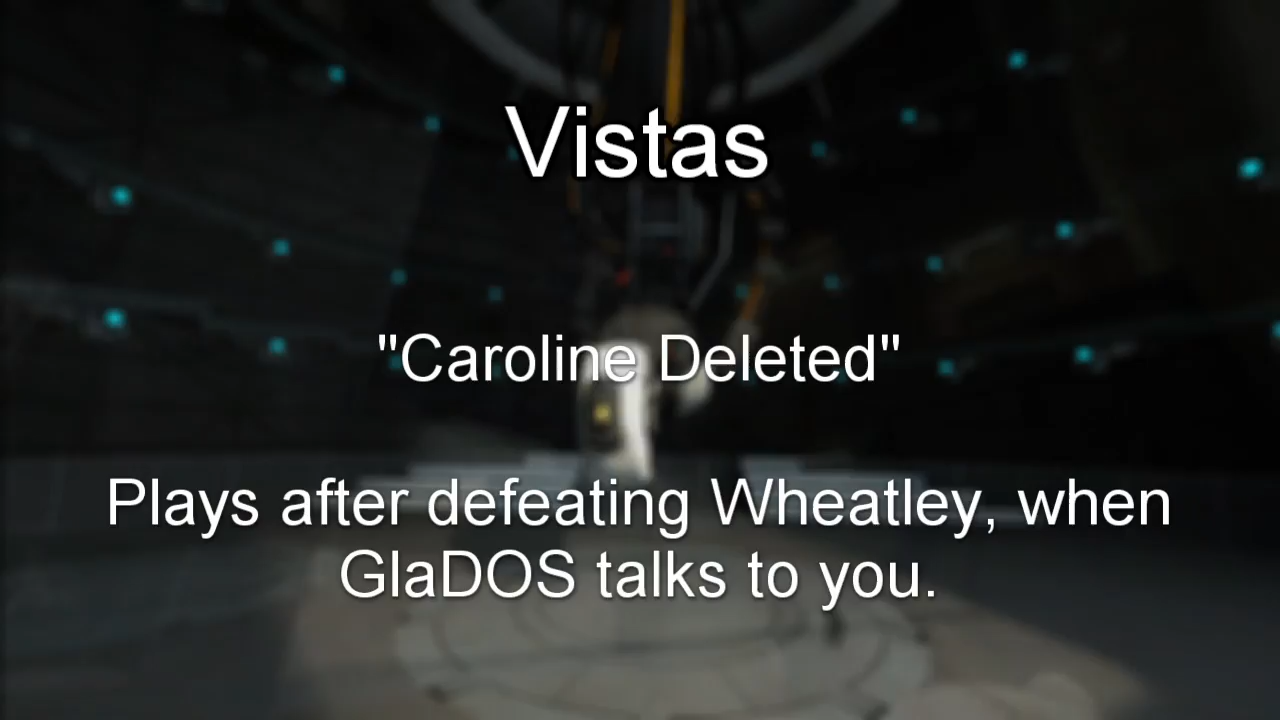 Vistas
"Caroline Deleted"
Plays after defeating Wheatley, when
GlaDOS talks to you.